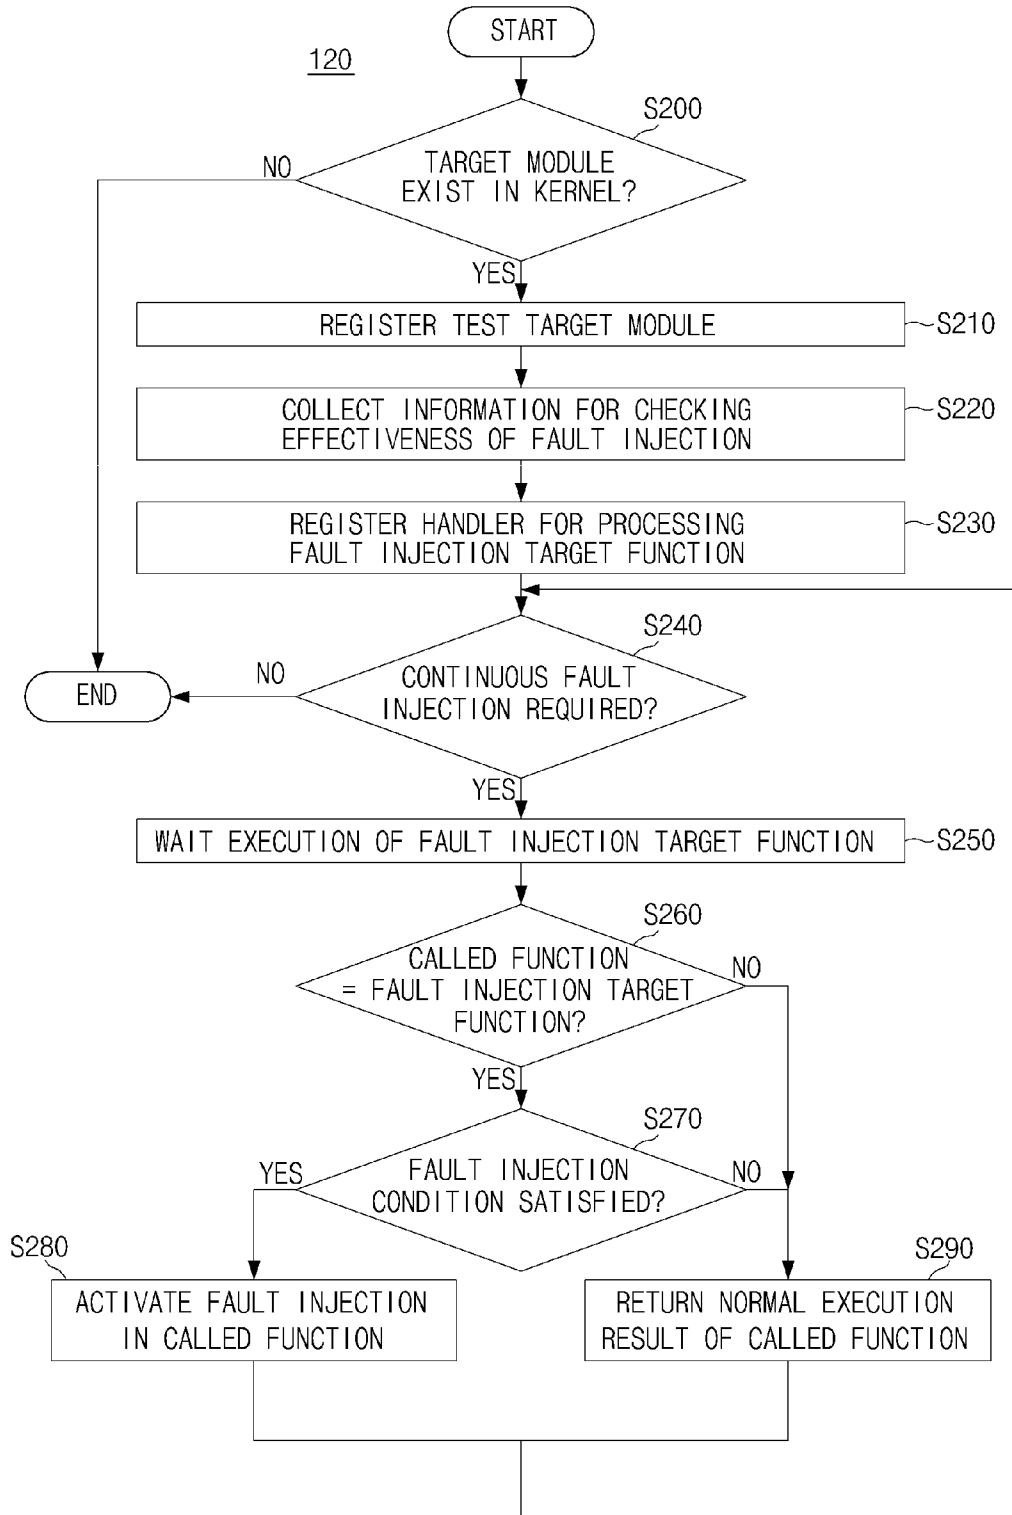 START
120
S200
TARGET MODULE
EXIST IN KERNEL?
NO
YES
REGISTER TEST TARGET MODULE
S210
COLLECT INFORMATION FOR CHECKING
EFFECTIVENESS OF FAULT INJECTION
S220
REGISTER HANDLER FOR PROCESSING
FAULT INJECTION TARGET FUNCTION
S230
S240
CONTINUOUS FAULT
INJECTION REQUIRED?
NO
END
YES
WAIT EXECUTION OF FAULT INJECTION TARGET FUNCTION
S250
S260
CALLED FUNCTION
= FAULT INJECTION TARGET
FUNCTION?
NO
YES
S270
FAULT INJECTION
CONDITION SATISFIED?
YES
NO
S280
ACTIVATE FAULT INJECTION
IN CALLED FUNCTION
S290
RETURN NORMAL EXECUTION
RESULT OF CALLED FUNCTION